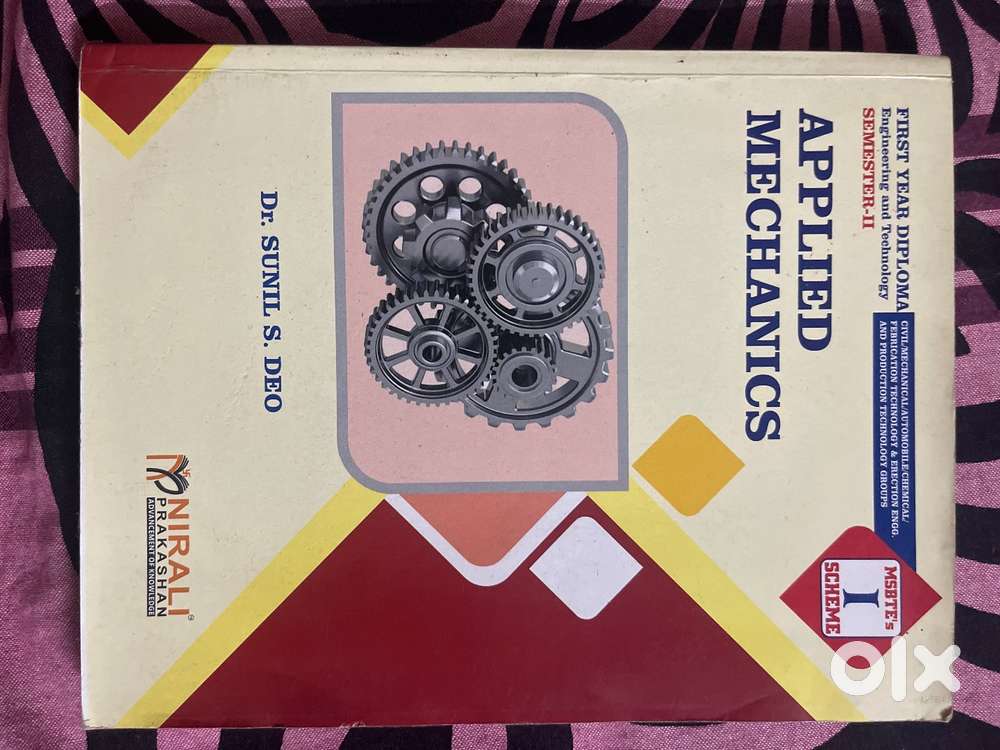 FIRST YEAR DIPLOMA
Engineering and Technology
SEMESTER-II
CIVIL/MECHANICAL/AUTOMOBILE/CHEMICAL/
FEBRICATION TECHNOLOGY & ERECTION ENGG.
AND PRODUCTION TECHNOLOGY GROUPS
MSBTE's
I
SCHEME
APPLIED
MECHANICS
Dr. SUNIL S. DEO
NIRALI®
PRAKASHAN
ADVANCEMENT OF KNOWLEDGE
olx